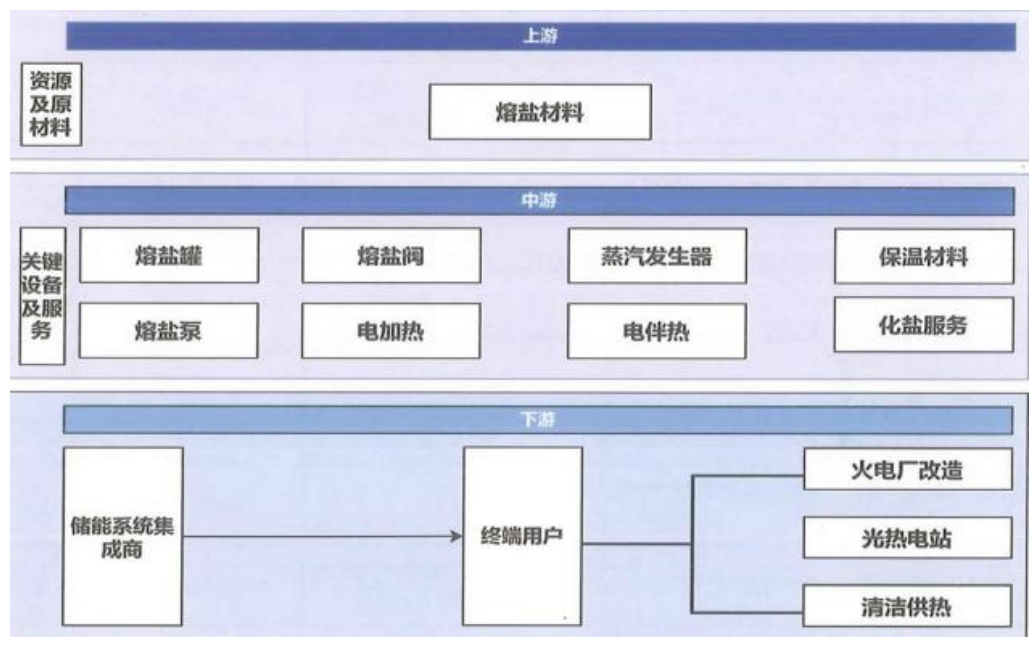 上游
资源
及原
材料
熔盐材料
中游
关键
设备
及服
务
熔盐罐
熔盐阀
蒸汽发生器
保温材料
熔盐泵
电加热
电伴热
化盐服务
下游
储能系统集
成商
终端用户
火电厂改造
光热电站
清洁供热